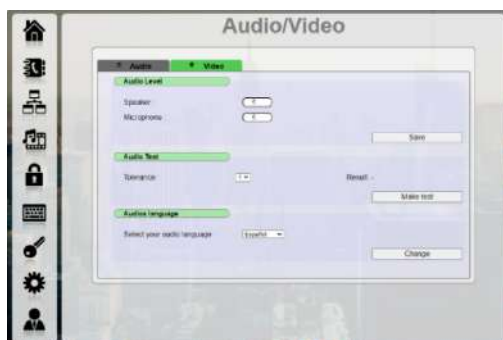 Audio/Video
Audio Video
Audio Level
Speaker :
Microphone :
Save
Audio Test
Tolerance Result: -
Make test
Audios language
Select your audio language Español
Change